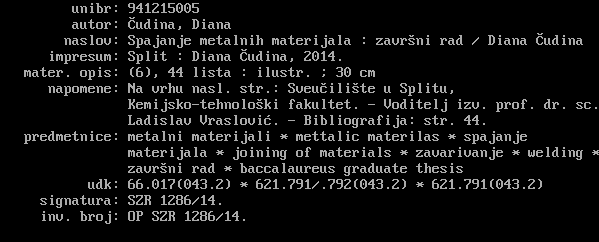 unibr: 941215005
autor: Čudina, Diana
naslov: Spajanje metalnih materijala : završni rad / Diana Čudina
impresum: Split : Diana Čudina, 2014.
mater. opis: (6), 44 lista : ilustr. ; 30 cm
napomene: Na vrhu nasl. str.: Sveučilište u Splitu,
Kemijsko-tehnološki fakultet. - Voditelj izv. prof. dr. sc.
Ladislav Vraslović. - Bibliografija: str. 44.
predmetnice: metalni materijali * mettalic materilas * spajanje
materijala * joining of materials * zavarivanje * welding *
završni rad * baccalaureus graduate thesis
udk: 66.017(043.2) * 621.791/.792(043.2) * 621.791(043.2)
signatura: SZR 1286/14.
inv. broj: OP SZR 1286/14.